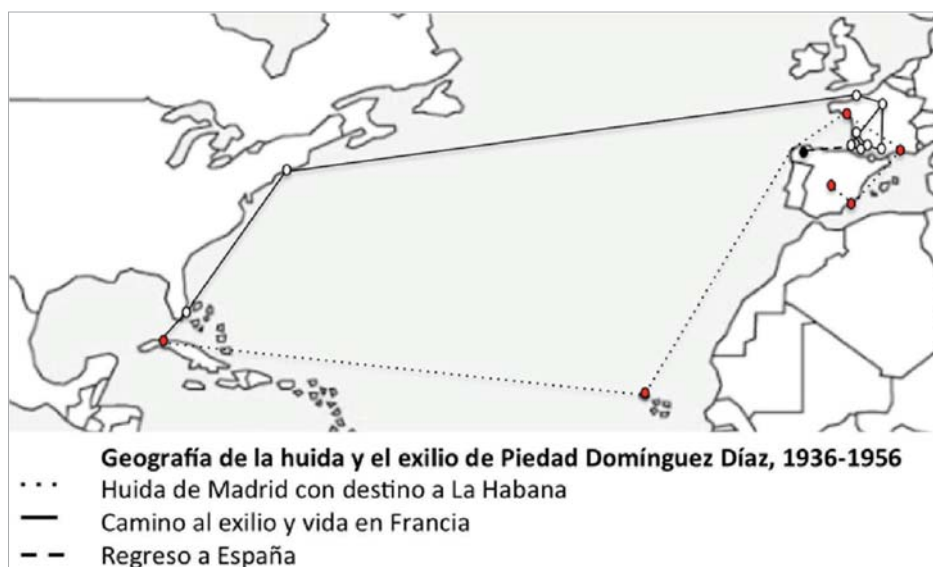 Geografía de la huida y el exilio de Piedad Domínguez Díaz, 1936-1956
Huida de Madrid con destino a La Habana
Camino al exilio y vida en Francia
Regreso a España